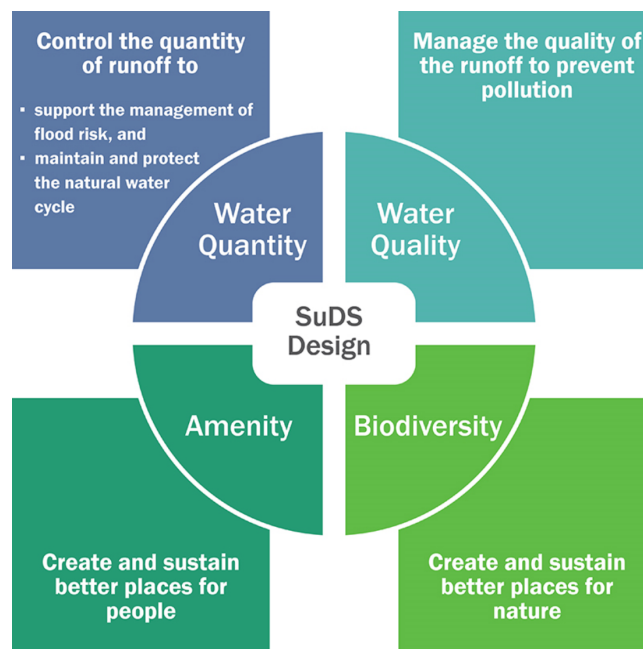 Control the quantity
of runoff to
▪ support the management of
flood risk, and
▪ maintain and protect
the natural water
cycle
Manage the quality of
the runoff to prevent
pollution
Water
Quantity
Water
Quality
SuDS
Design
Amenity
Biodiversity
Create and sustain
better places for
people
Create and sustain
better places for
nature